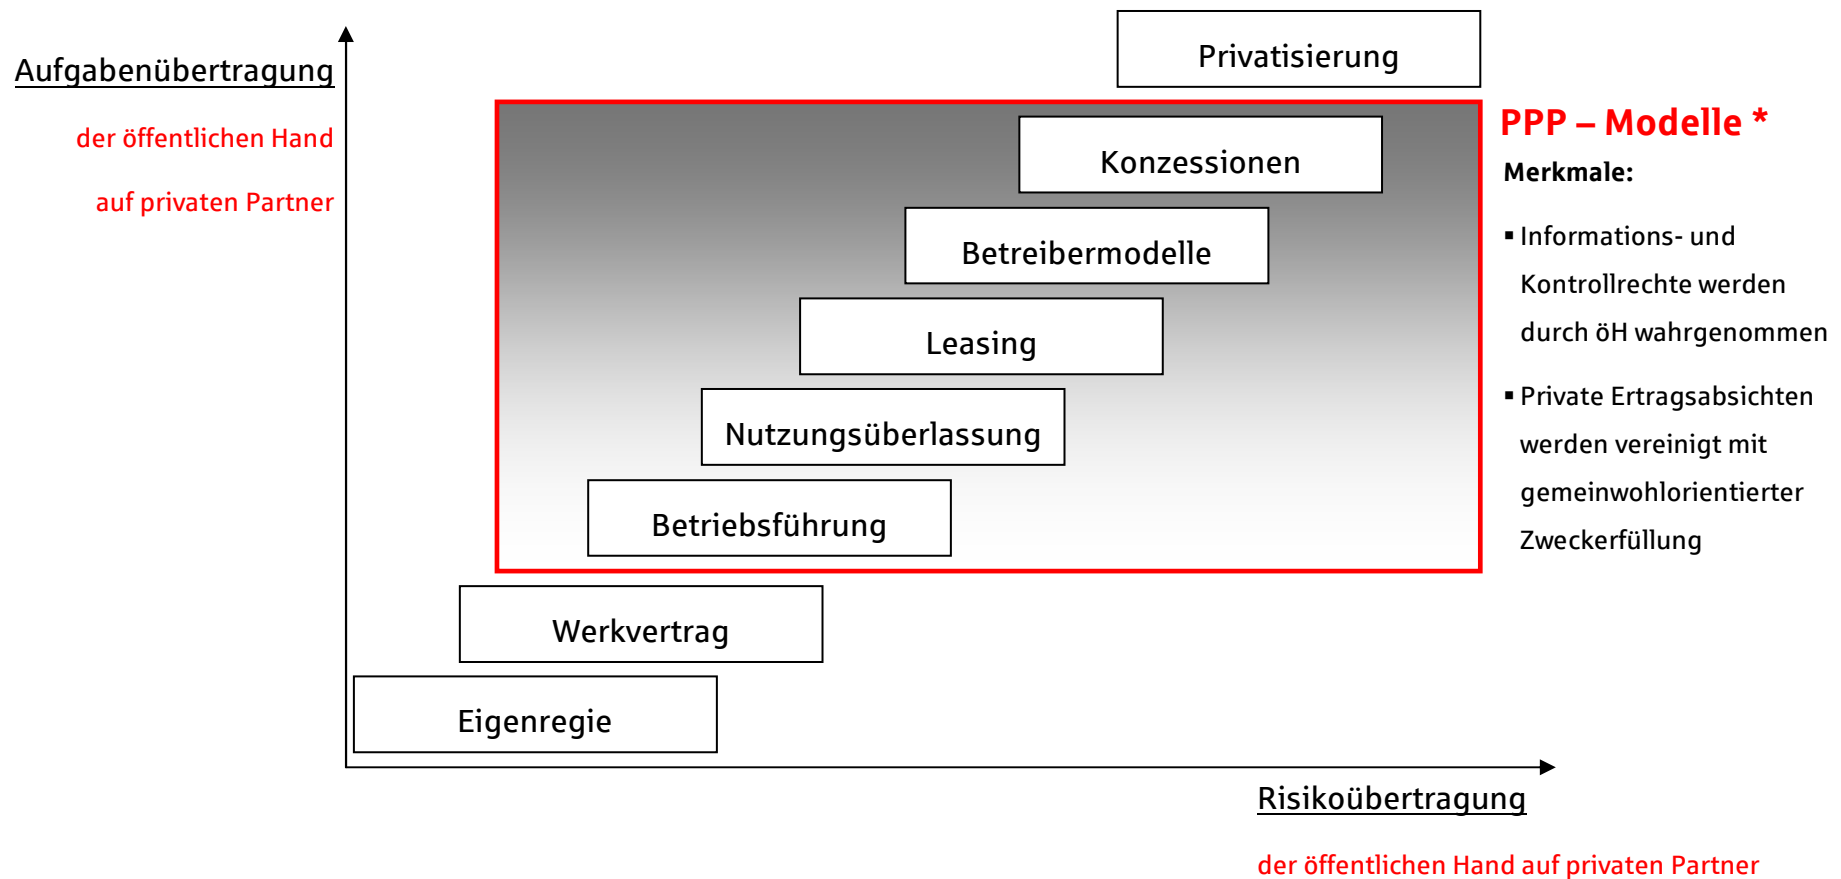 Aufgabenübertragung
der öffentlichen Hand
auf privaten Partner
Privatisierung
Konzessionen
Betreibermodelle
Leasing
Nutzungsüberlassung
Betriebsführung
Werkvertrag
Eigenregie
PPP – Modelle *
Merkmale:
▪ Informations- und
Kontrollrechte werden
durch öH wahrgenommen
▪ Private Ertragsabsichten
werden vereinigt mit
gemeinwohlorientierter
Zweckerfüllung
Risikoübertragung
der öffentlichen Hand auf privaten Partner